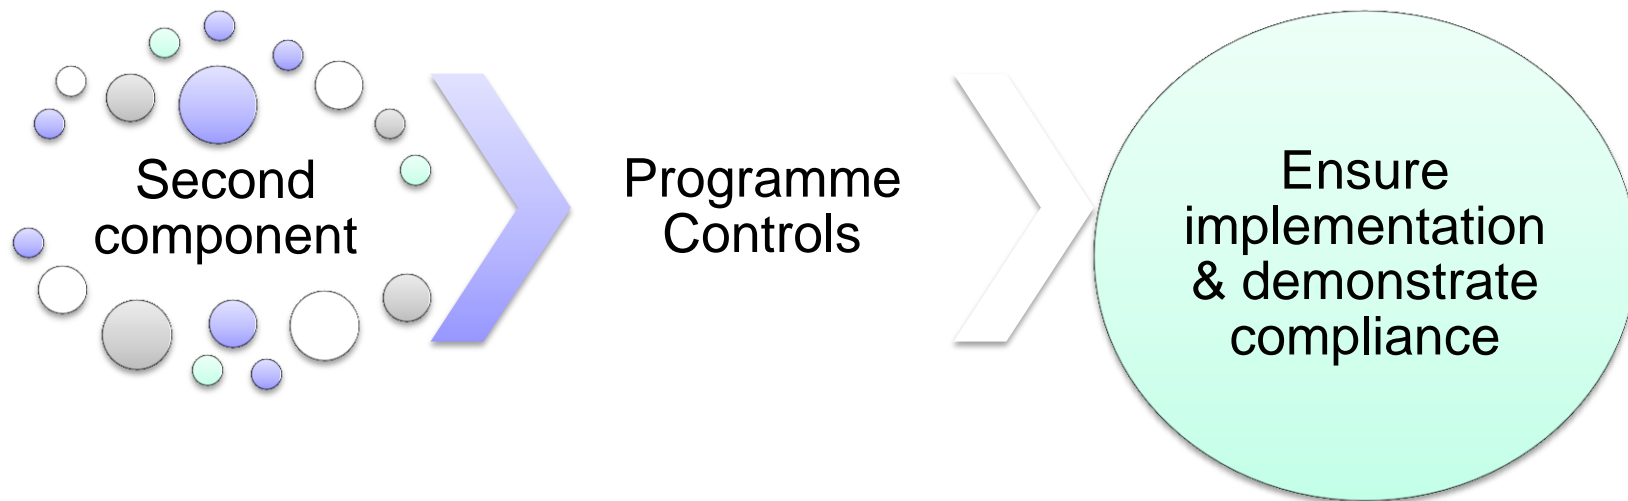 Second
component
Programme
Controls
Ensure
implementation
& demonstrate
compliance